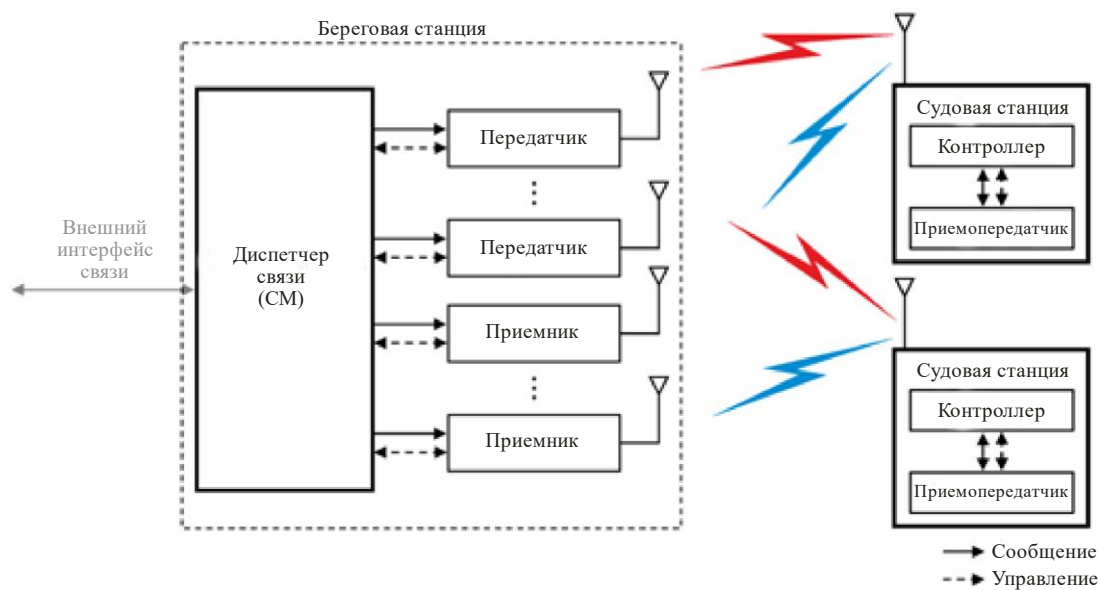 Береговая станция
Внешний
интерфейс
связи
Диспетчер
связи
(CM)
Передатчик
Передатчик
Приемник
Приемник
Судовая станция
Контроллер
Приемопередатчик
Судовая станция
Контроллер
Приемопередатчик
Сообщение
Управление